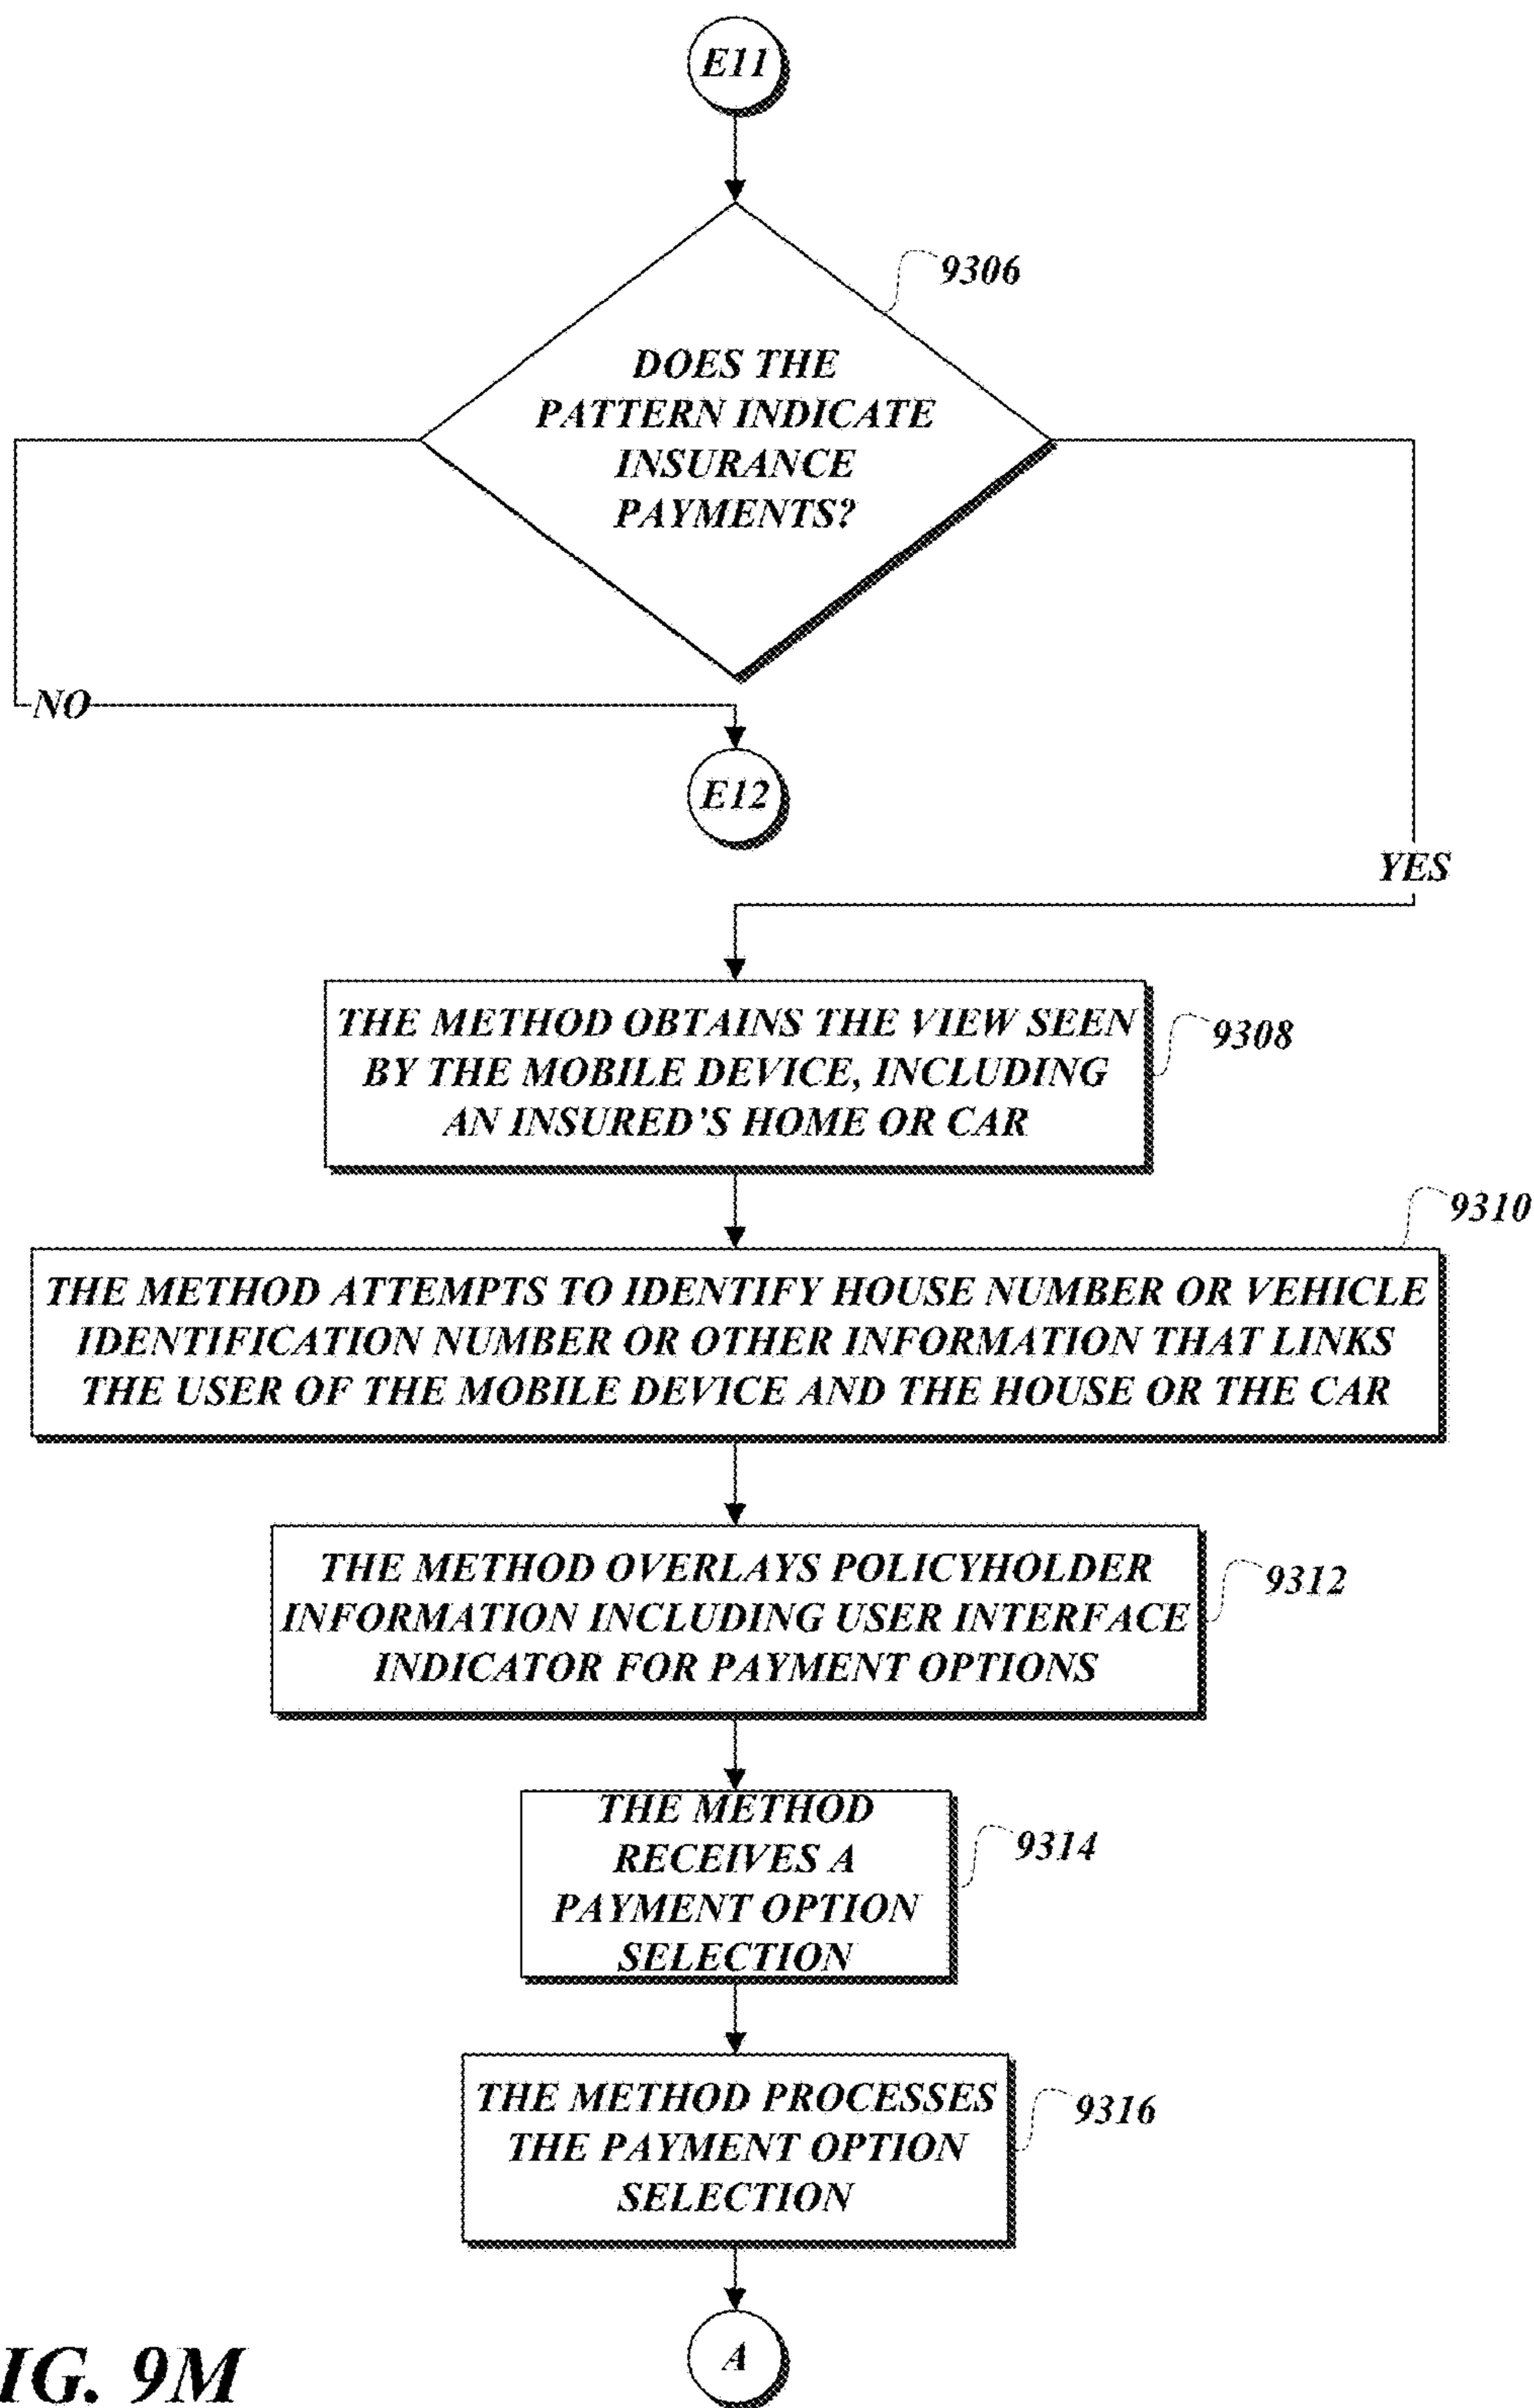 E11
9306
DOES THE
PATTERN INDICATE
INSURANCE
PAYMENTS?
NO
E12
YES
THE METHOD OBTAINS THE VIEW SEEN
BY THE MOBILE DEVICE, INCLUDING
AN INSURED'S HOME OR CAR
9308
9310
THE METHOD ATTEMPTS TO IDENTIFY HOUSE NUMBER OR VEHICLE
IDENTIFICATION NUMBER OR OTHER INFORMATION THAT LINKS
THE USER OF THE MOBILE DEVICE AND THE HOUSE OR THE CAR
THE METHOD OVERLAYS POLICYHOLDER
INFORMATION INCLUDING USER INTERFACE
INDICATOR FOR PAYMENT OPTIONS
9312
THE METHOD
RECEIVES A
PAYMENT OPTION
SELECTION
9314
THE METHOD PROCESSES
THE PAYMENT OPTION
SELECTION
9316
A
IG. 9M